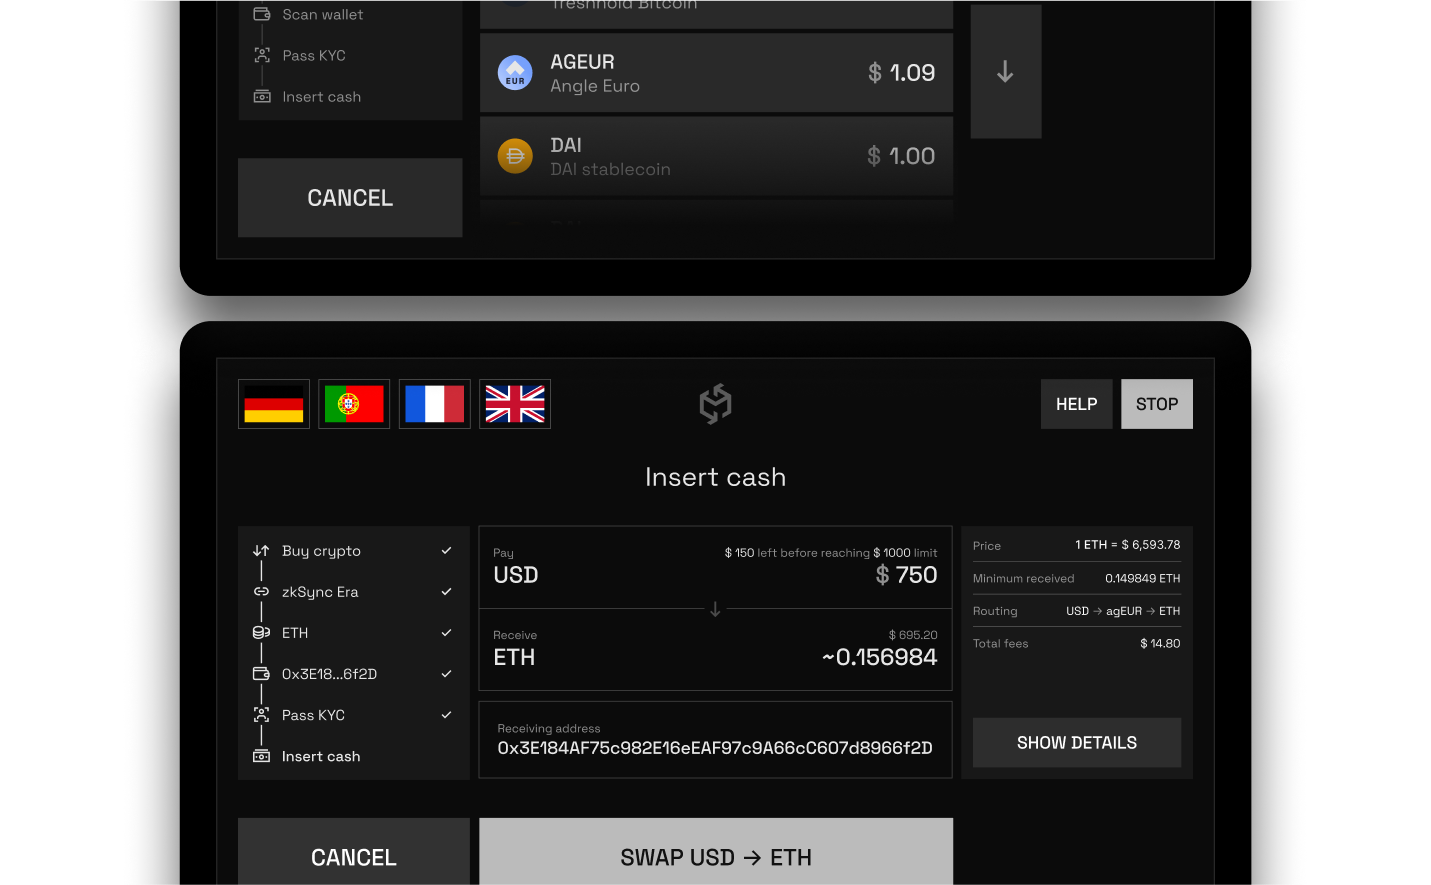 Scan wallet
Pass KYC
Insert cash
CANCEL
Treshhold Bitcoin
EUR
AGEUR
Angle Euro
$ 1.09
DAI
DAI stablecoin
$ 1.00
HELP
STOP
Insert cash
Buy crypto
zkSync Era
ETH
0x3E18...6f2D
Pass KYC
Insert cash
Pay
$ 150 left before reaching $ 1000 limit
USD
$ 750
Receive
$ 695.20
ETH
~0.156984
Receiving address
0x3E184AF75c982E16eEAF97c9A66cC607d8966f2D
Price
1 ETH = $ 6,593.78
Minimum received
0.149849 ETH
Routing
USD → agEUR → ETH
Total fees
$ 14.80
SHOW DETAILS
CANCEL
SWAP USD → ETH